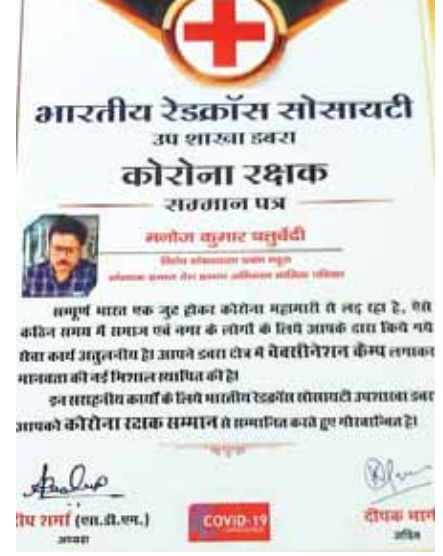 भारतीय रेडक्रॉस सोसायटी
उप शाखा डबरा
कोरोना रक्षक
सम्मान पत्र
मनोज कुमार चतुर्वेदी
सम्पूर्ण भारत एक जुट होकर कोरोना महामारी से लड़ रहा है, ऐसे
कठिन समय में समाज एवं नगर के लोगों के लिये आपके द्वारा किये गये
सेवा कार्य अतुलनीय है। आपने डबरा क्षेत्र में वेक्सीनेशन कैम्प लगाकर
मानवता की नई मिशाल स्थापित की है।
इन सराहनीय कार्यों के लिये भारतीय रेडक्रॉस सोसायटी उपशाखा डबरा
आपको कोरोना रक्षक सम्मान से सम्मानित करते हुए गौरवान्वित है।
शर्मा (एस.डी.एम.)
अध्यक्ष
COVID-19
दीपक भार्ग
सचिव